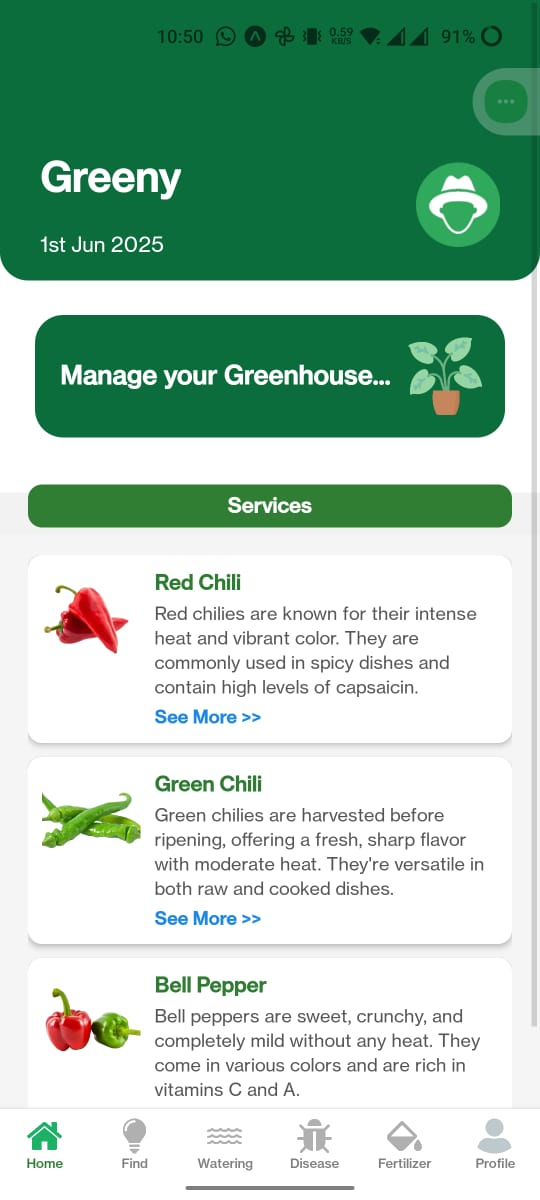 10:50 0.59 KB/S 91%
Greeny
1st Jun 2025
Manage your Greenhouse...
Services
Red Chili
Red chilies are known for their intense
heat and vibrant color. They are
commonly used in spicy dishes and
contain high levels of capsaicin.
See More >>
Green Chili
Green chilies are harvested before
ripening, offering a fresh, sharp flavor
with moderate heat. They're versatile in
both raw and cooked dishes.
See More >>
Bell Pepper
Bell peppers are sweet, crunchy, and
completely mild without any heat. They
come in various colors and are rich in
vitamins C and A.
Home Find Watering Disease Fertilizer Profile